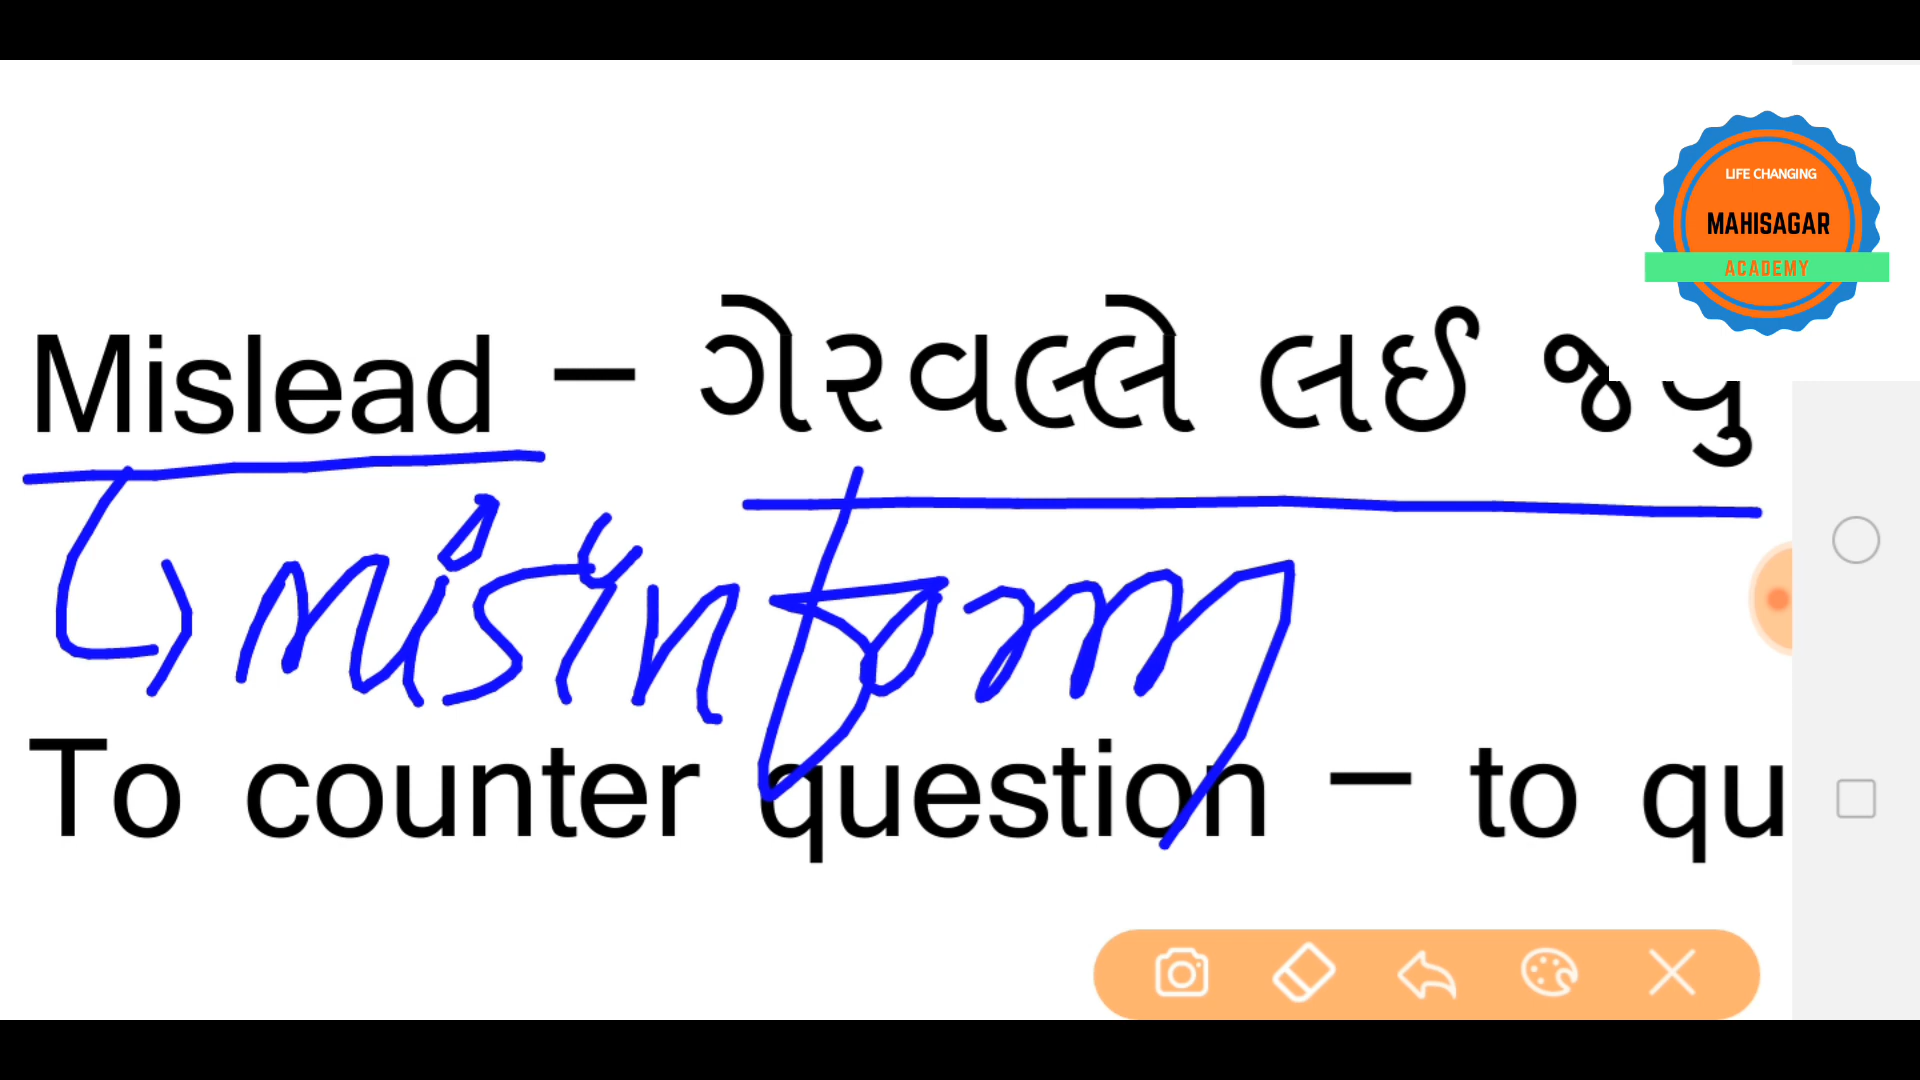 LIFE CHANGING
MAHISAGAR
ACADEMY
Mislead – ગેરવલ્લે લઈ જવુ
misinform
To counter question – to qu